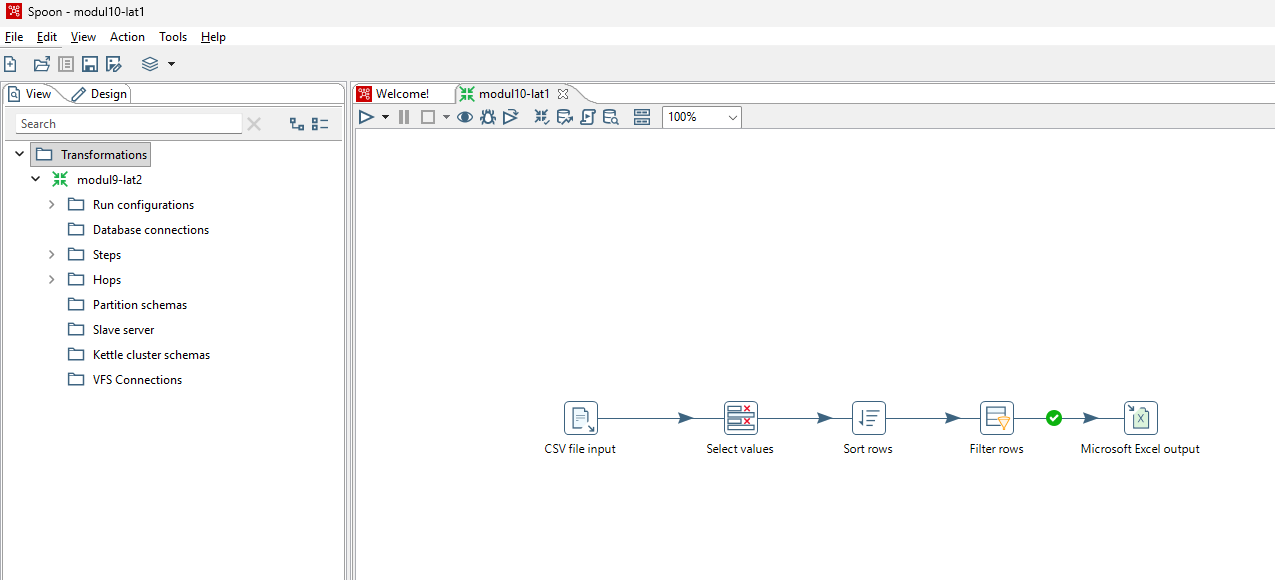 Spoon - modul10-lat1
File Edit View Action Tools Help
View Design
Welcome! modul10-lat1
Search
100%
Transformations
modul9-lat2
Run configurations
Database connections
Steps
Hops
Partition schemas
Slave server
Kettle cluster schemas
VFS Connections
CSV file input Select values Sort rows Filter rows Microsoft Excel output